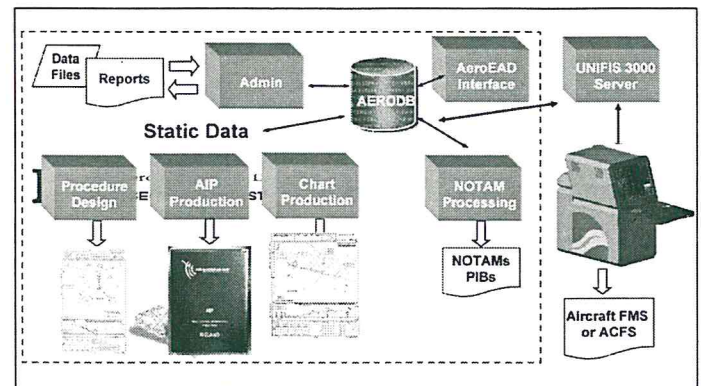 Data
Files
Reports
Admin
AERODB
AeroEAD
Interface
UNIFIS 3000
Server
Static Data
Procedure
Design
AIP
Production
Chart
Production
NOTAM
Processing
NOTAMs
PIBs
AIP
Aircraft FMS
or ACFS